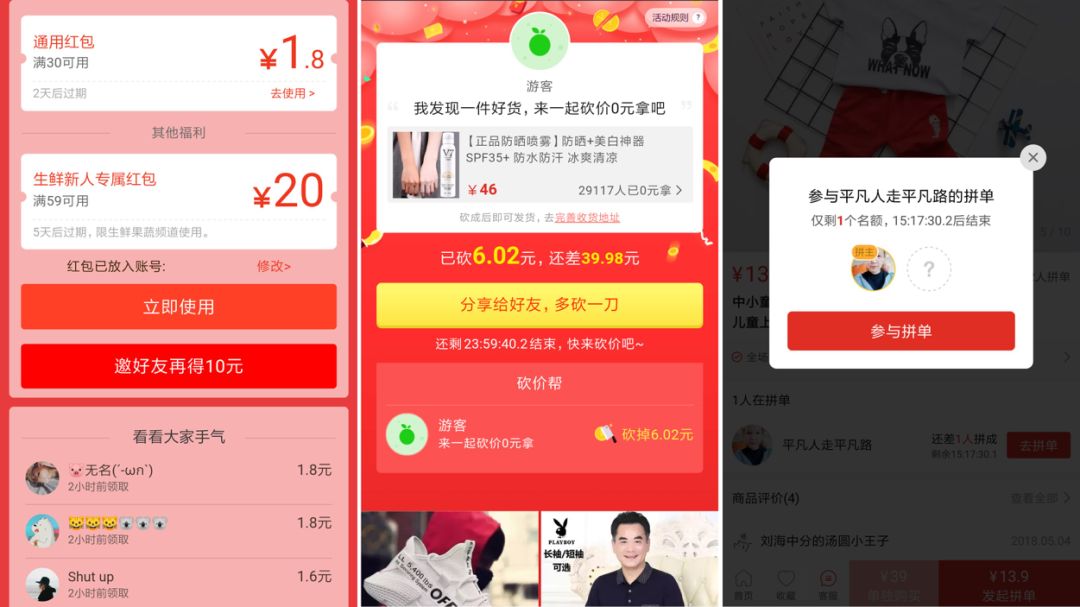 通用红包
满30可用
¥1.8
2天后过期
去使用 >
其他福利
生鲜新人专属红包
满59可用
¥20
5天后过期，限生鲜果蔬频道使用。
红包已放入账号:
修改>
立即使用
邀好友再得10元
看看大家手气
无名(´-ωก`)
2小时前领取
1.8元
2小时前领取
1.8元
Shut up
2小时前领取
1.6元
活动规则 ?
游客
“ 我发现一件好货，来一起砍价0元拿吧 ”
【正品防晒喷雾】防晒+美白神器
SPF35+ 防水防汗 冰爽清凉
¥46
29117人已0元拿 >
砍成后即可发货，去完善收货地址
已砍6.02元，还差39.98元
分享给好友，多砍一刀
还剩 23:59:40.2 结束，快来砍价吧~
砍价帮
游客
来一起砍价0元拿
砍掉6.02元
5,400 lbs
OFF
PLAYBOY
长袖/短袖
可选
WHAT NOW
5 / 10
参与平凡人走平凡路的拼单
仅剩1个名额，15:17:30.2后结束
拼主
?
参与拼单
¥13
人拼单
中小童
儿童上
全场
1人在拼单
平凡人走平凡路
还差1人拼成
剩余15:17:30.1
去拼单
商品评价(4)
查看全部 >
刘海中分的汤圆小王子
2018.05.04
首页
收藏
客服
¥39
单独购买
¥13.9
发起拼单